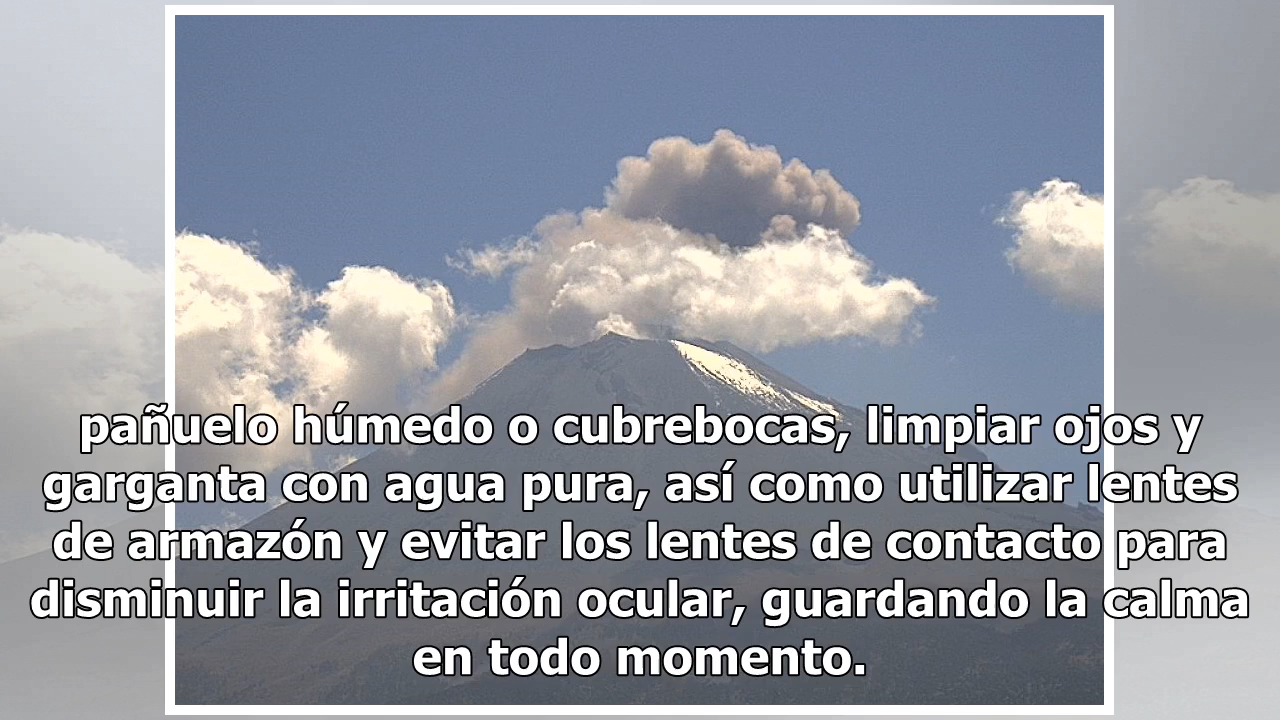 pañuelo húmedo o cubrebocas, limpiar ojos y
garganta con agua pura, así como utilizar lentes
de armazón y evitar los lentes de contacto para
disminuir la irritación ocular, guardando la calma
en todo momento.